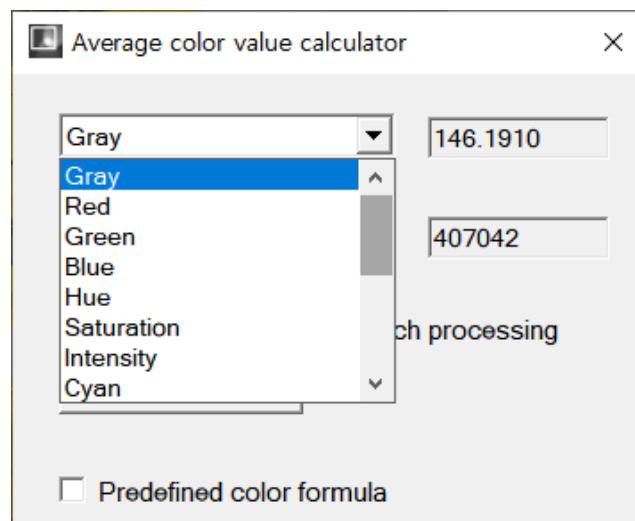 Average color value calculator
Gray
146.1910
Gray
Red
Green
407042
Blue
Hue
Saturation
ch processing
Intensity
Cyan
Predefined color formula